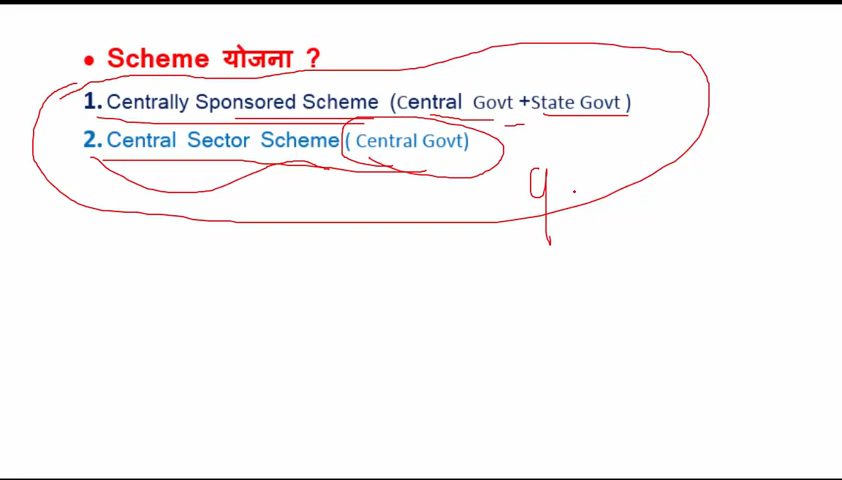 • Scheme योजना ?
1. Centrally Sponsored Scheme (Central Govt +State Govt )
2. Central Sector Scheme ( Central Govt)